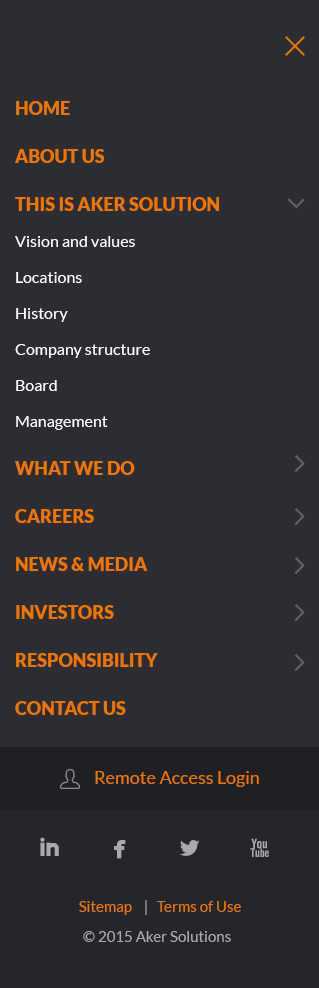 HOME
ABOUT US
THIS IS AKER SOLUTION
Vision and values
Locations
History
Company structure
Board
Management
WHAT WE DO
CAREERS
NEWS & MEDIA
INVESTORS
RESPONSIBILITY
CONTACT US
Remote Access Login
in f You Tube
Sitemap | Terms of Use
© 2015 Aker Solutions